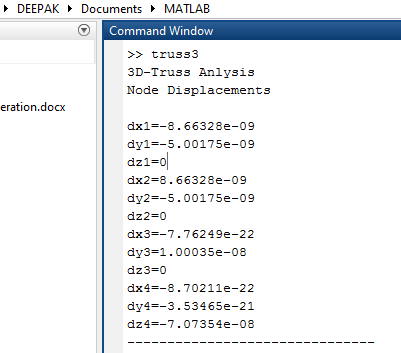 DEEPAK Documents MATLAB
Command Window
eration.docx
>> truss3
3D-Truss Anlysis
Node Displacements
dx1=-8.66328e-09
dy1=-5.00175e-09
dz1=0
dx2=8.66328e-09
dy2=-5.00175e-09
dz2=0
dx3=-7.76249e-22
dy3=1.00035e-08
dz3=0
dx4=-8.70211e-22
dy4=-3.53465e-21
dz4=-7.07354e-08
-------------------------------